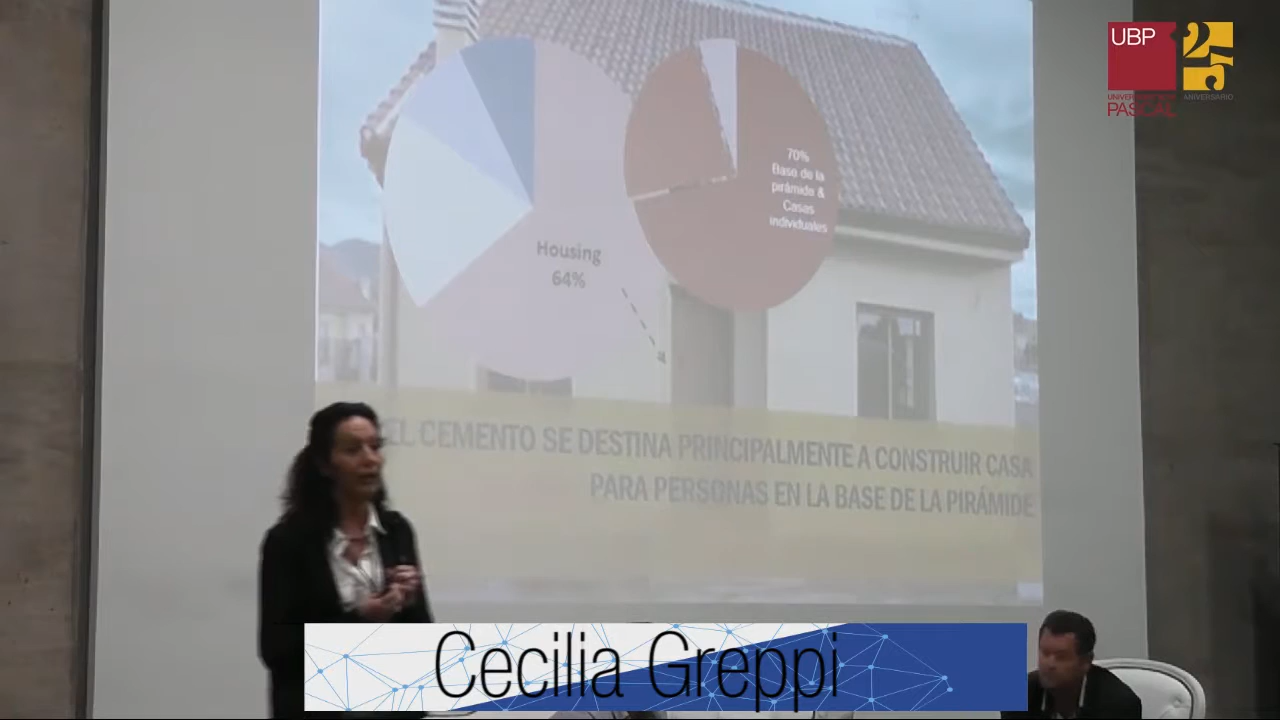 UBP
25
UNIVERSIDAD BLAS
PASCAL
ANIVERSARIO
70%
Base de la
pirámide &
Casas
individuales
Housing
64%
EL CEMENTO SE DESTINA PRINCIPALMENTE A CONSTRUIR CASA
PARA PERSONAS EN LA BASE DE LA PIRÁMIDE
Cecilia Greppi